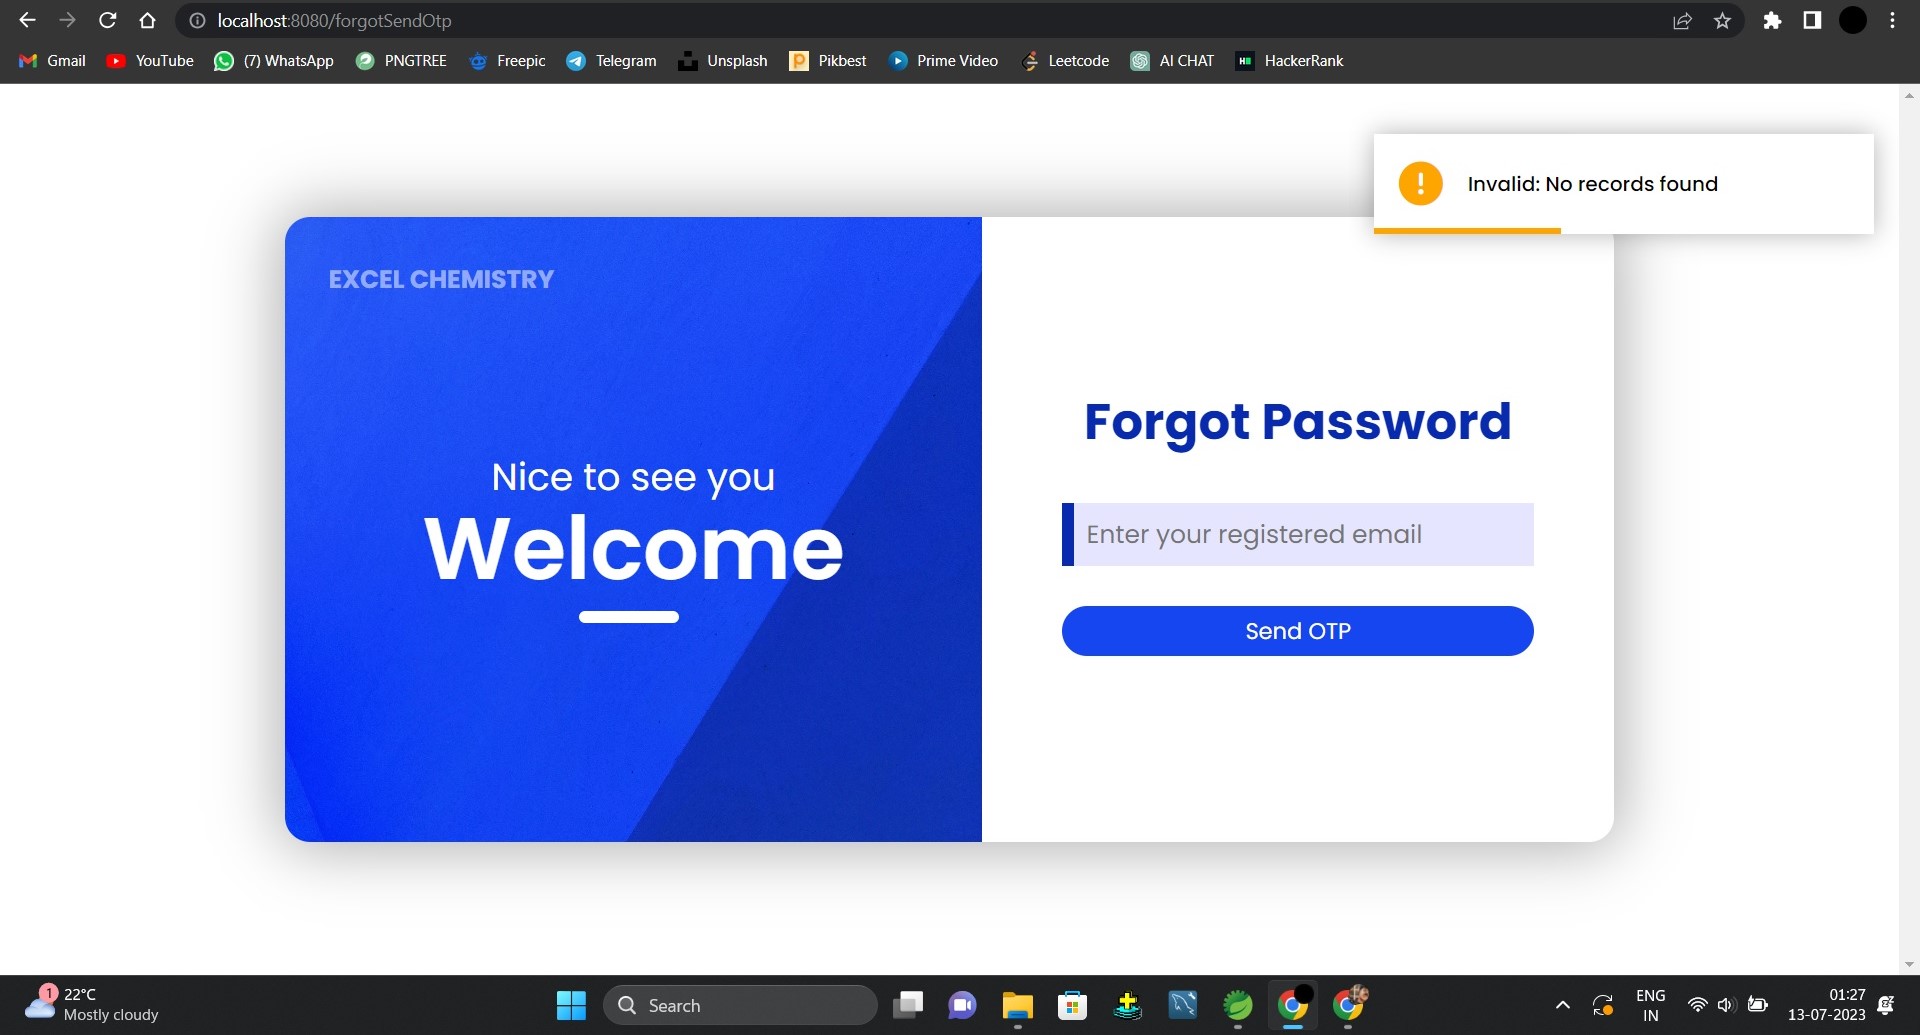 localhost:8080/forgotSendOtp
Gmail YouTube (7) WhatsApp PNGTREE Freepic Telegram Unsplash Pikbest Prime Video Leetcode AI CHAT HackerRank
Invalid: No records found
EXCEL CHEMISTRY
Nice to see you
Welcome
Forgot Password
Enter your registered email
Send OTP
1
22°C
Mostly cloudy
Search
ENG
IN
01:27
13-07-2023